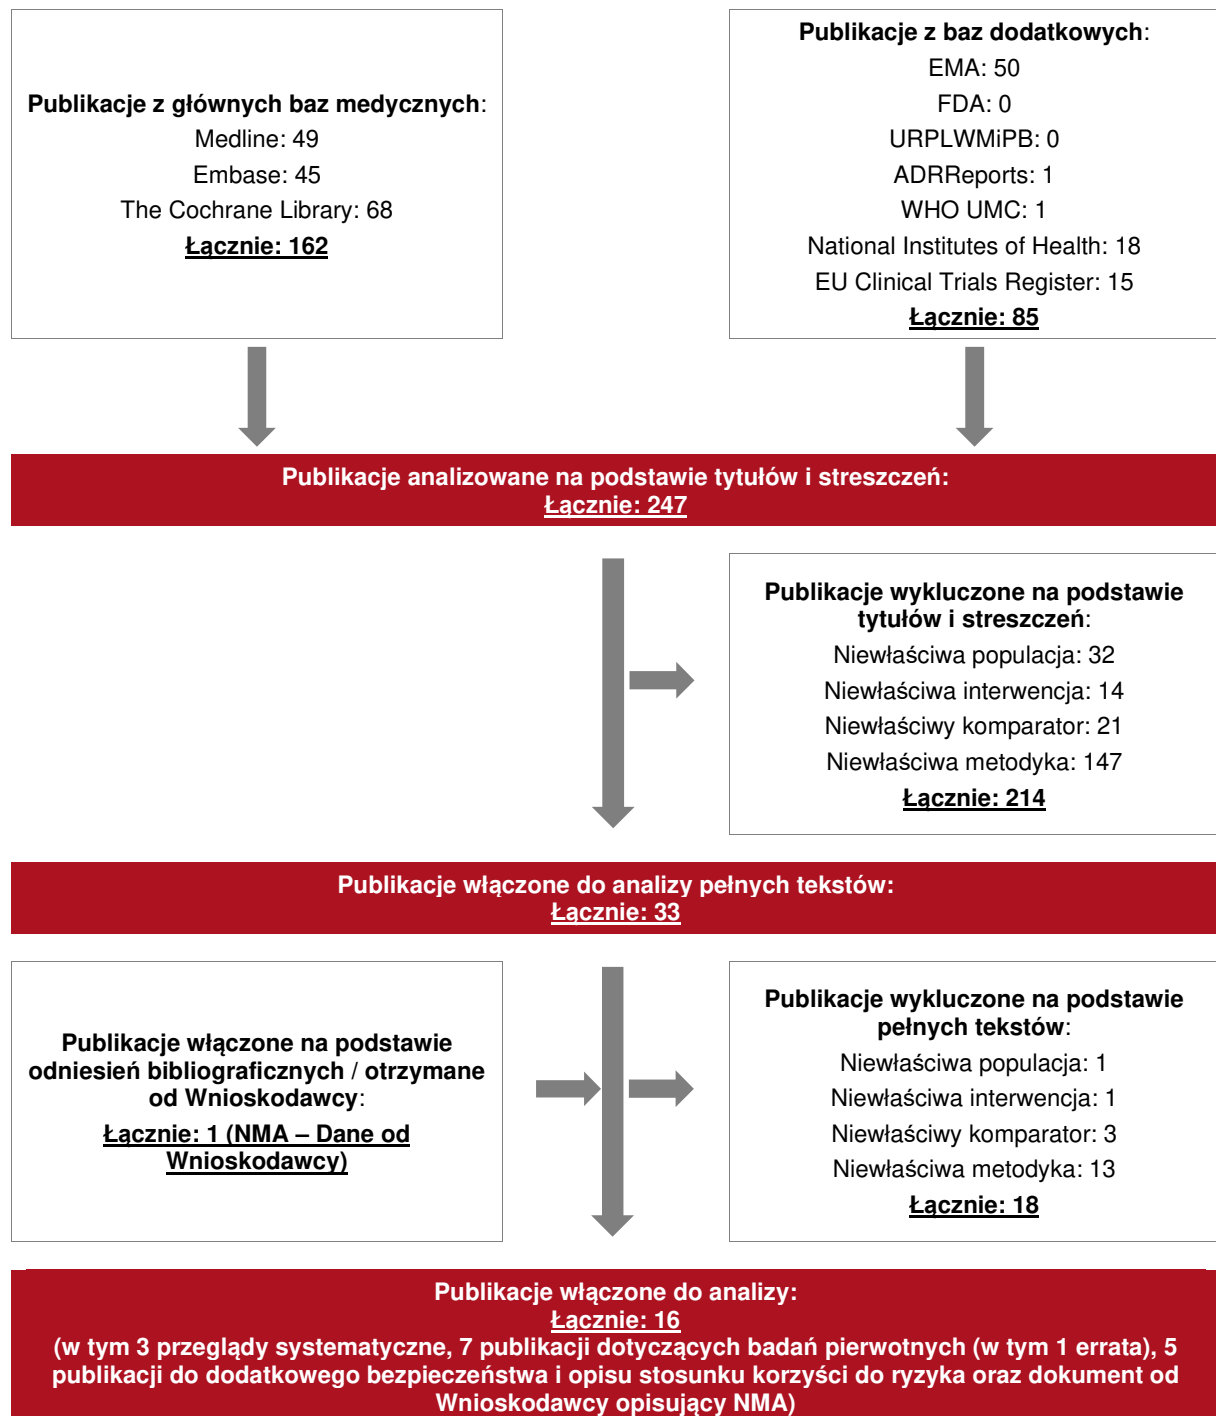 Publikacje z głównych baz medycznych:
Medline: 49
Embase: 45
The Cochrane Library: 68
Łącznie: 162
Publikacje z baz dodatkowych:
EMA: 50
FDA: 0
URPLWMiPB: 0
ADRReports: 1
WHO UMC: 1
National Institutes of Health: 18
EU Clinical Trials Register: 15
Łącznie: 85
Publikacje analizowane na podstawie tytułów i streszczeń:
Łącznie: 247
Publikacje wykluczone na podstawie
tytułów i streszczeń:
Niewłaściwa populacja: 32
Niewłaściwa interwencja: 14
Niewłaściwy komparator: 21
Niewłaściwa metodyka: 147
Łącznie: 214
Publikacje włączone do analizy pełnych tekstów:
Łącznie: 33
Publikacje włączone na podstawie
odniesień bibliograficznych / otrzymane
od Wnioskodawcy:
Łącznie: 1 (NMA – Dane od
Wnioskodawcy)
Publikacje wykluczone na podstawie
pełnych tekstów:
Niewłaściwa populacja: 1
Niewłaściwa interwencja: 1
Niewłaściwy komparator: 3
Niewłaściwa metodyka: 13
Łącznie: 18
Publikacje włączone do analizy:
Łącznie: 16
(w tym 3 przeglądy systematyczne, 7 publikacji dotyczących badań pierwotnych (w tym 1 errata), 5
publikacji do dodatkowego bezpieczeństwa i opisu stosunku korzyści do ryzyka oraz dokument od
Wnioskodawcy opisujący NMA)